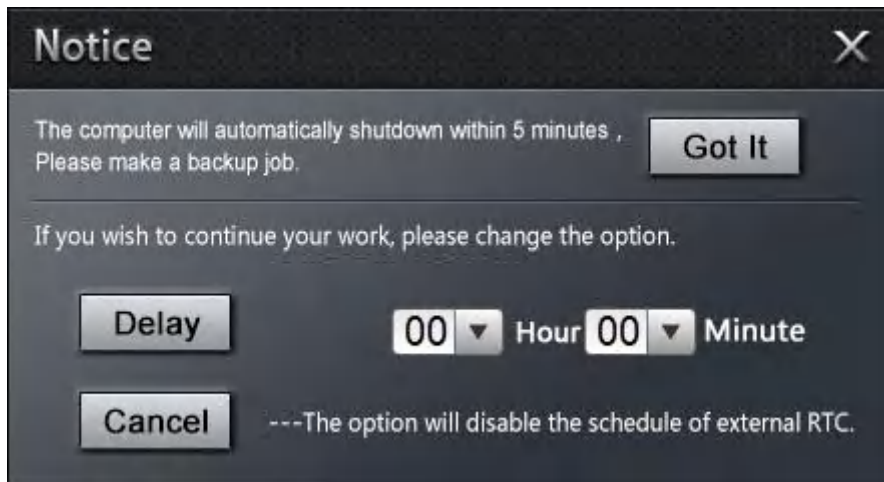 Notice
The computer will automatically shutdown within 5 minutes ,
Please make a backup job.
Got It
If you wish to continue your work, please change the option.
Delay
00 Hour 00 Minute
Cancel
---The option will disable the schedule of external RTC.